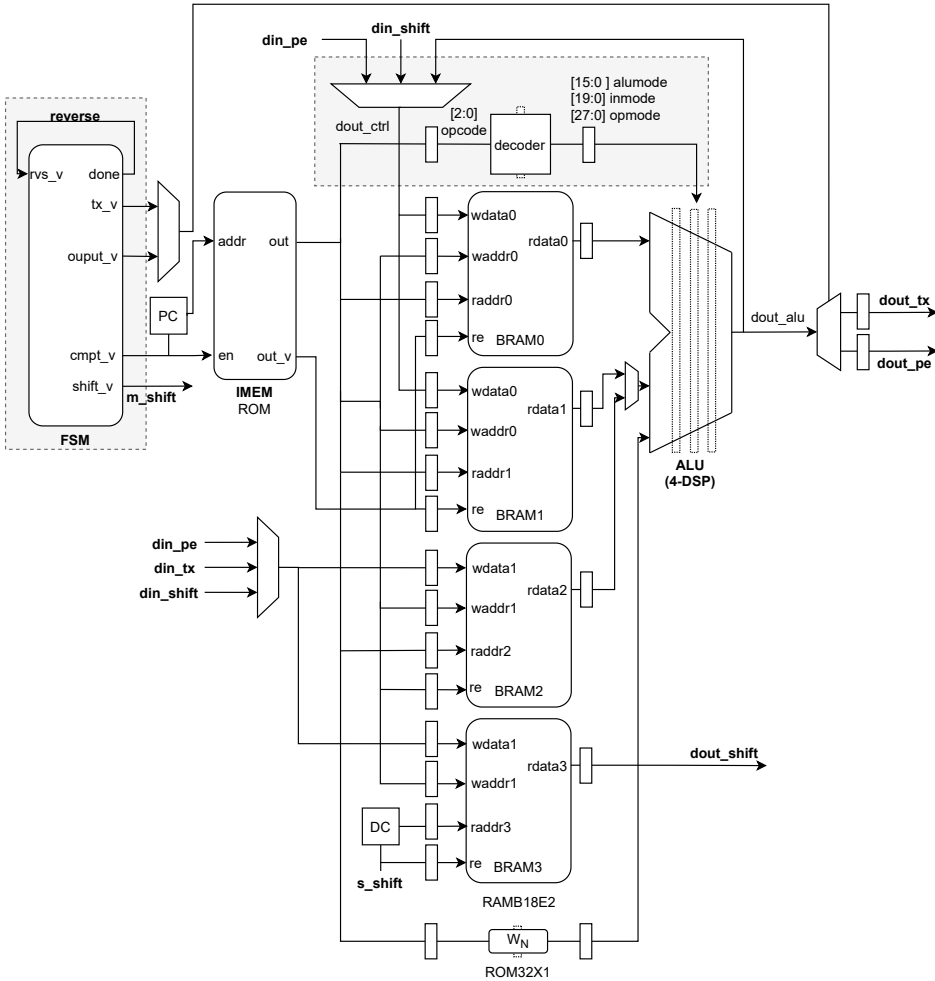 din_shift
din_pe
[15:0 ] alumode
[19:0] inmode
[27:0] opmode
[2:0]
opcode
dout_ctrl
decoder
reverse
rvs_v
done
tx_v
ouput_v
PC
cmpt_v
shift_v
m_shift
FSM
addr
out
en
out_v
IMEM
ROM
wdata0
rdata0
waddr0
raddr0
re
BRAM0
wdata0
rdata1
waddr0
raddr1
re
BRAM1
dout_alu
dout_tx
dout_pe
ALU
(4-DSP)
din_pe
din_tx
din_shift
wdata1
rdata2
waddr1
raddr2
re
BRAM2
wdata1
rdata3
waddr1
raddr3
re
BRAM3
dout_shift
DC
s_shift
RAMB18E2
WN
ROM32X1